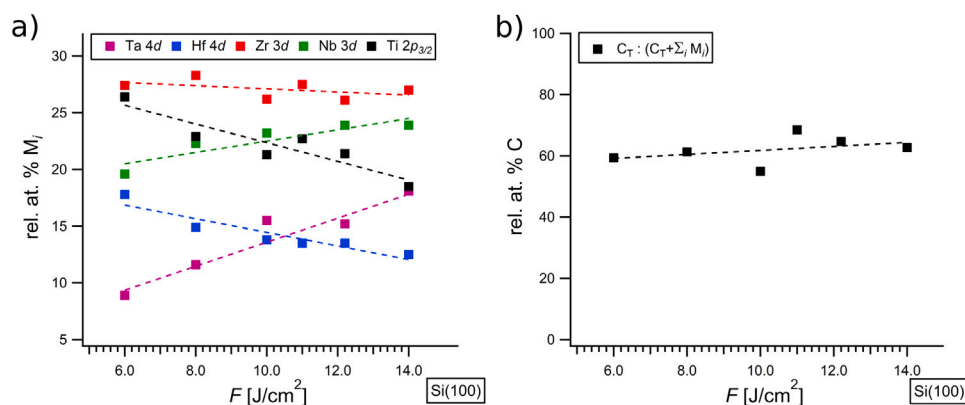 a)
Ta 4d Hf 4d Zr 3d Nb 3d Ti 2p3/2
rel. at. % Mi
30
25
20
15
10
5
6.0 8.0 10.0 12.0 14.0
F [J/cm2]
Si(100)
b)
CT : (CT+Σi Mi)
rel. at. % C
100
80
60
40
20
0
6.0 8.0 10.0 12.0 14.0
F [J/cm2]
Si(100)